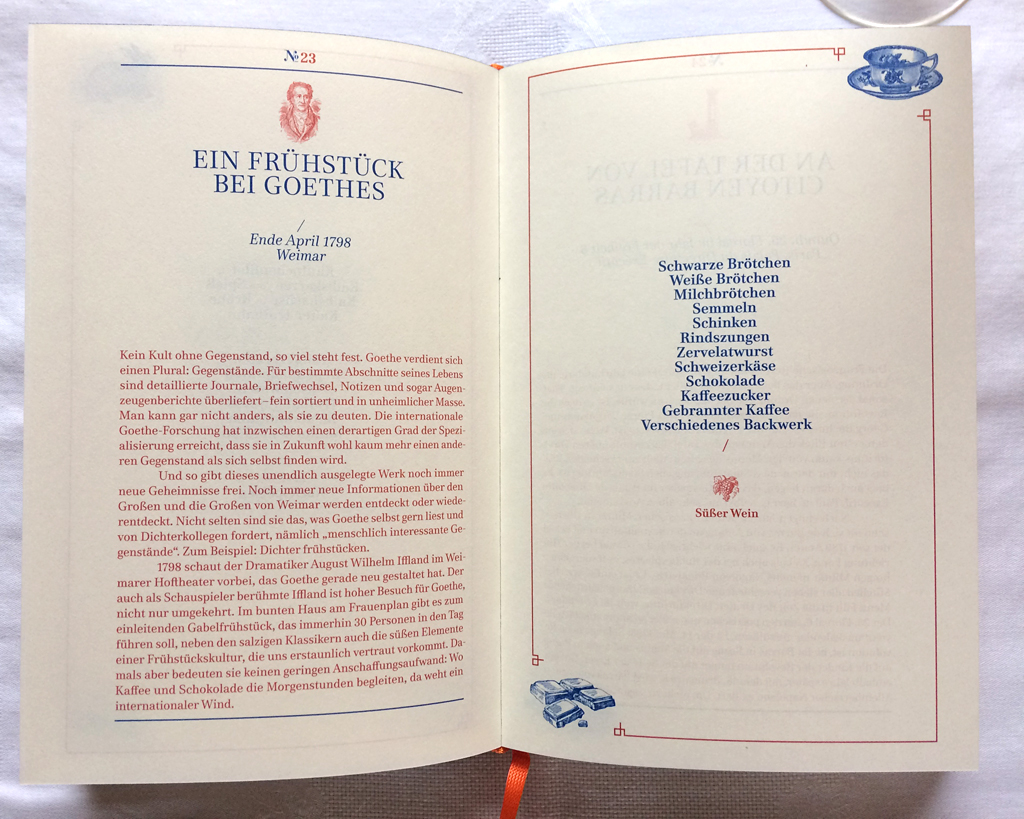 №23
EIN FRÜHSTÜCK
BEI GOETHES
/
Ende April 1798
Weimar
Kein Kult ohne Gegenstand, so viel steht fest. Goethe verdient sich
einen Plural: Gegenstände. Für bestimmte Abschnitte seines Lebens
sind detaillierte Journale, Briefwechsel, Notizen und sogar Augen-
zeugenberichte überliefert – fein sortiert und in unheimlicher Masse.
Man kann gar nicht anders, als sie zu deuten. Die internationale
Goethe-Forschung hat inzwischen einen derartigen Grad der Spezi-
alisierung erreicht, dass sie in Zukunft wohl kaum mehr einen ande-
ren Gegenstand als sich selbst finden wird.
Und so gibt dieses unendlich ausgelegte Werk noch immer
neue Geheimnisse frei. Noch immer neue Informationen über den
Großen und die Großen von Weimar werden entdeckt oder wiede-
rentdeckt. Nicht selten sind sie das, was Goethe selbst gern liest und
von Dichterkollegen fordert, nämlich „menschlich interessante Ge-
genstände“. Zum Beispiel: Dichter frühstücken.
1798 schaut der Dramatiker August Wilhelm Iffland im Wei-
marer Hoftheater vorbei, das Goethe gerade neu gestaltet hat. Der
auch als Schauspieler berühmte Iffland ist hoher Besuch für Goethe,
nicht nur umgekehrt. Im bunten Haus am Frauenplan gibt es zum
einleitenden Gabelfrühstück, das immerhin 30 Personen in den Tag
führen soll, neben den salzigen Klassikern auch die süßen Elemente
einer Frühstückskultur, die uns erstaunlich vertraut vorkommt. Da-
mals aber bedeuten sie keinen geringen Anschaffungsaufwand: Wo
Kaffee und Schokolade die Morgenstunden begleiten, da weht ein
internationaler Wind.
Schwarze Brötchen
Weiße Brötchen
Milchbrötchen
Semmeln
Schinken
Rindszungen
Zervelatwurst
Schweizerkäse
Schokolade
Kaffeezucker
Gebrannter Kaffee
Verschiedenes Backwerk
/
Süßer Wein